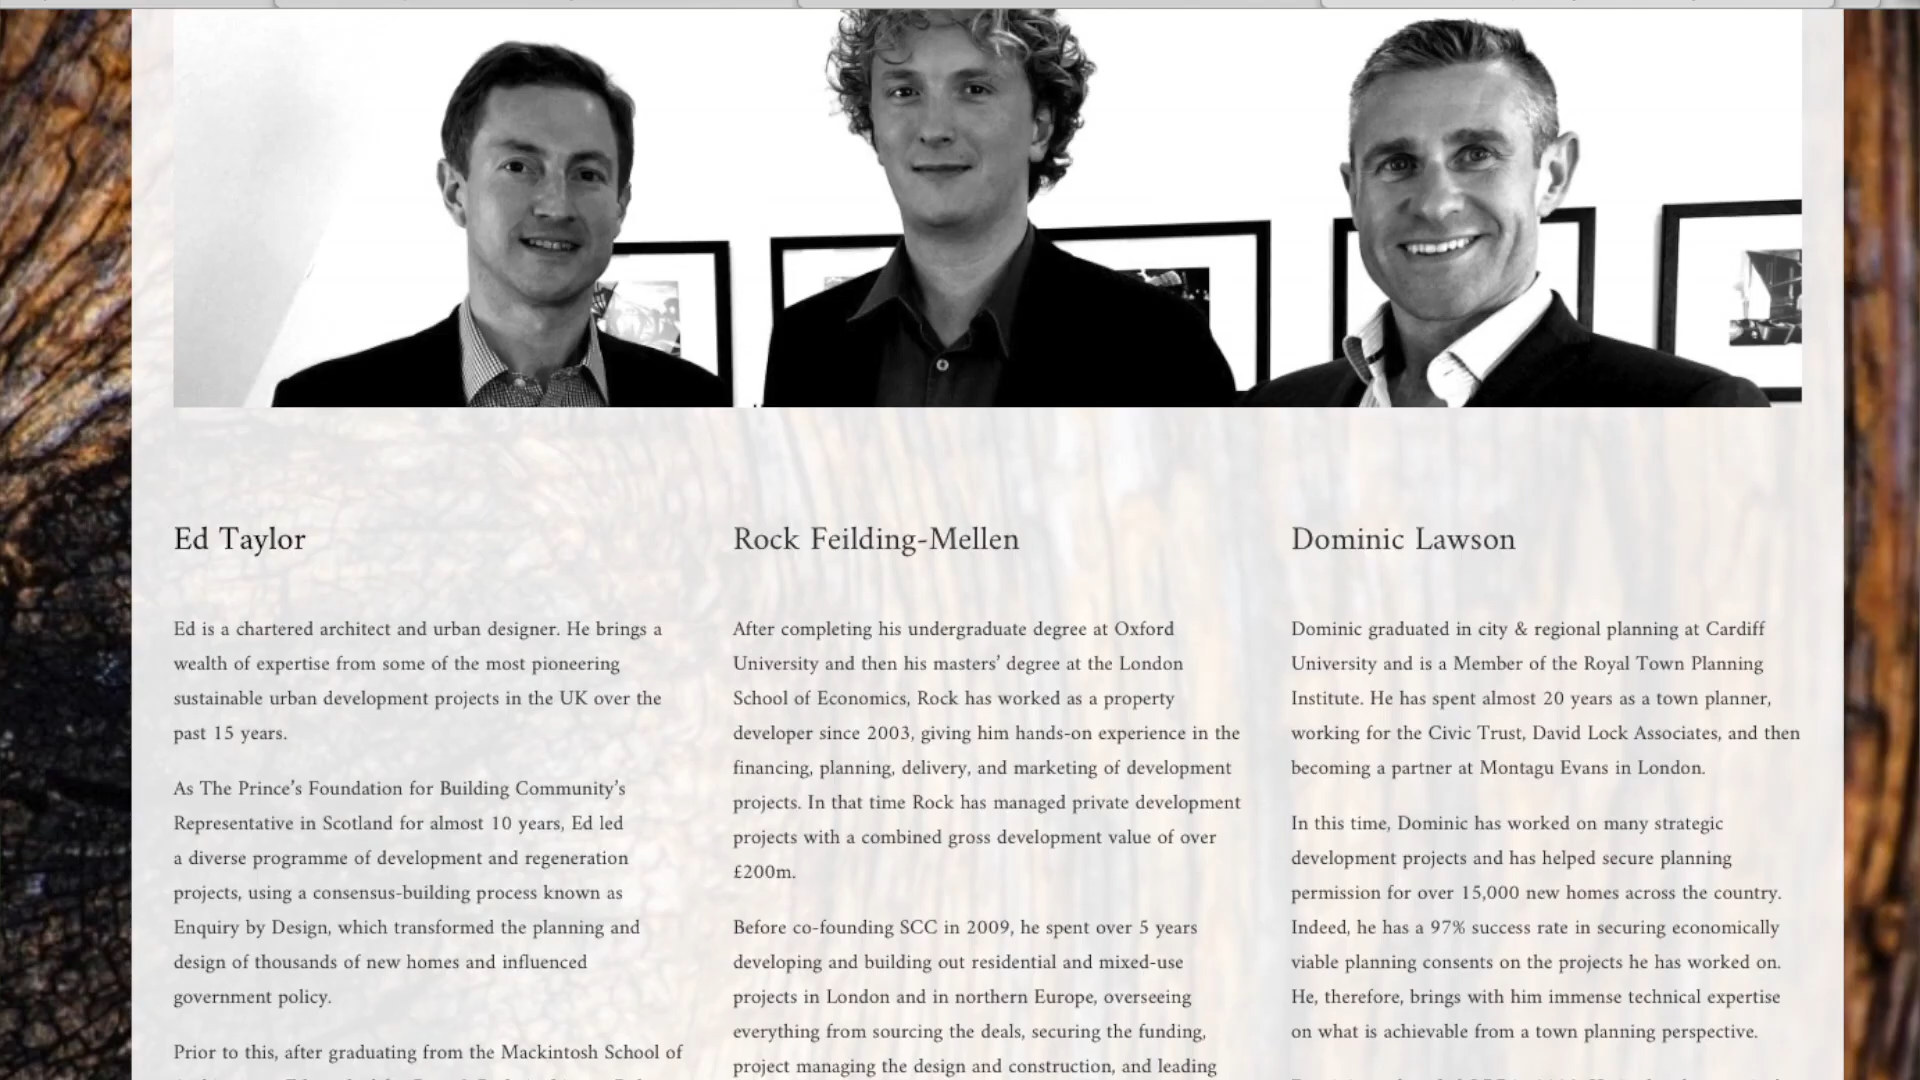 Ed Taylor
Ed is a chartered architect and urban designer. He brings a
wealth of expertise from some of the most pioneering
sustainable urban development projects in the UK over the
past 15 years.
As The Prince’s Foundation for Building Community’s
Representative in Scotland for almost 10 years, Ed led
a diverse programme of development and regeneration
projects, using a consensus-building process known as
Enquiry by Design, which transformed the planning and
design of thousands of new homes and influenced
government policy.
Prior to this, after graduating from the Mackintosh School of
Rock Feilding-Mellen
After completing his undergraduate degree at Oxford
University and then his masters’ degree at the London
School of Economics, Rock has worked as a property
developer since 2003, giving him hands-on experience in the
financing, planning, delivery, and marketing of development
projects. In that time Rock has managed private development
projects with a combined gross development value of over
£200m.
Before co-founding SCC in 2009, he spent over 5 years
developing and building out residential and mixed-use
projects in London and in northern Europe, overseeing
everything from sourcing the deals, securing the funding,
project managing the design and construction, and leading
Dominic Lawson
Dominic graduated in city & regional planning at Cardiff
University and is a Member of the Royal Town Planning
Institute. He has spent almost 20 years as a town planner,
working for the Civic Trust, David Lock Associates, and then
becoming a partner at Montagu Evans in London.
In this time, Dominic has worked on many strategic
development projects and has helped secure planning
permission for over 15,000 new homes across the country.
Indeed, he has a 97% success rate in securing economically
viable planning consents on the projects he has worked on.
He, therefore, brings with him immense technical expertise
on what is achievable from a town planning perspective.